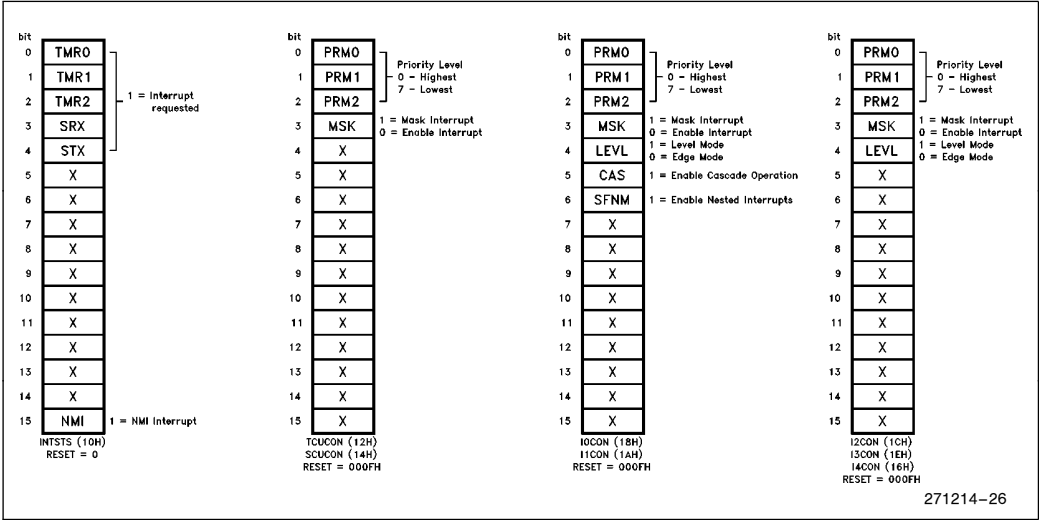 bit
0 TMR0
1 TMR1
2 TMR2
3 SRX
4 STX
5 X
6 X
7 X
8 X
9 X
10 X
11 X
12 X
13 X
14 X
15 NMI
1 = Interrupt
requested
1 = NMI Interrupt
INTSTS (10H)
RESET = 0
bit
0 PRM0
1 PRM1
2 PRM2
3 MSK
4 X
5 X
6 X
7 X
8 X
9 X
10 X
11 X
12 X
13 X
14 X
15 X
Priority Level
0 – Highest
7 – Lowest
1 = Mask Interrupt
0 = Enable Interrupt
TCUCON (12H)
SCUCON (14H)
RESET = 000FH
bit
0 PRM0
1 PRM1
2 PRM2
3 MSK
4 LEVL
5 CAS
6 SFNM
7 X
8 X
9 X
10 X
11 X
12 X
13 X
14 X
15 X
Priority Level
0 – Highest
7 – Lowest
1 = Mask Interrupt
0 = Enable Interrupt
1 = Level Mode
0 = Edge Mode
1 = Enable Cascade Operation
1 = Enable Nested Interrupts
I0CON (18H)
I1CON (1AH)
RESET = 000FH
bit
0 PRM0
1 PRM1
2 PRM2
3 MSK
4 LEVL
5 X
6 X
7 X
8 X
9 X
10 X
11 X
12 X
13 X
14 X
15 X
Priority Level
0 – Highest
7 – Lowest
1 = Mask Interrupt
0 = Enable Interrupt
1 = Level Mode
0 = Edge Mode
I2CON (1CH)
I3CON (1EH)
I4CON (16H)
RESET = 000FH
271214–26